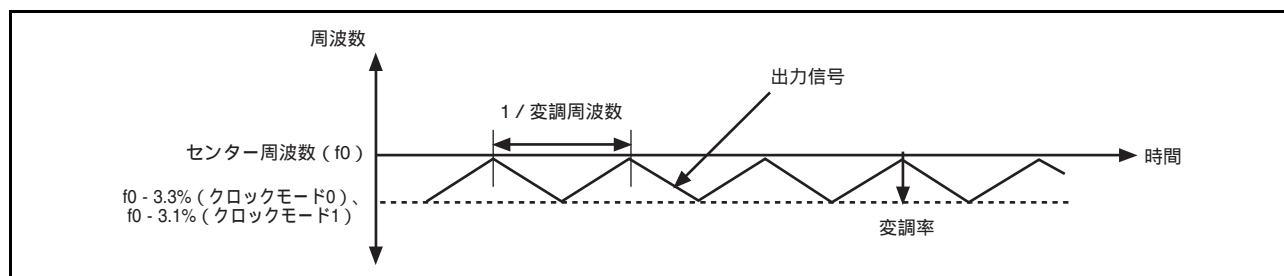 周波数
出力信号
1 / 変調周波数
センター周波数 ( f0 )
時間
f0 - 3.3% ( クロックモード0 ) 、
f0 - 3.1% ( クロックモード1 )
変調率